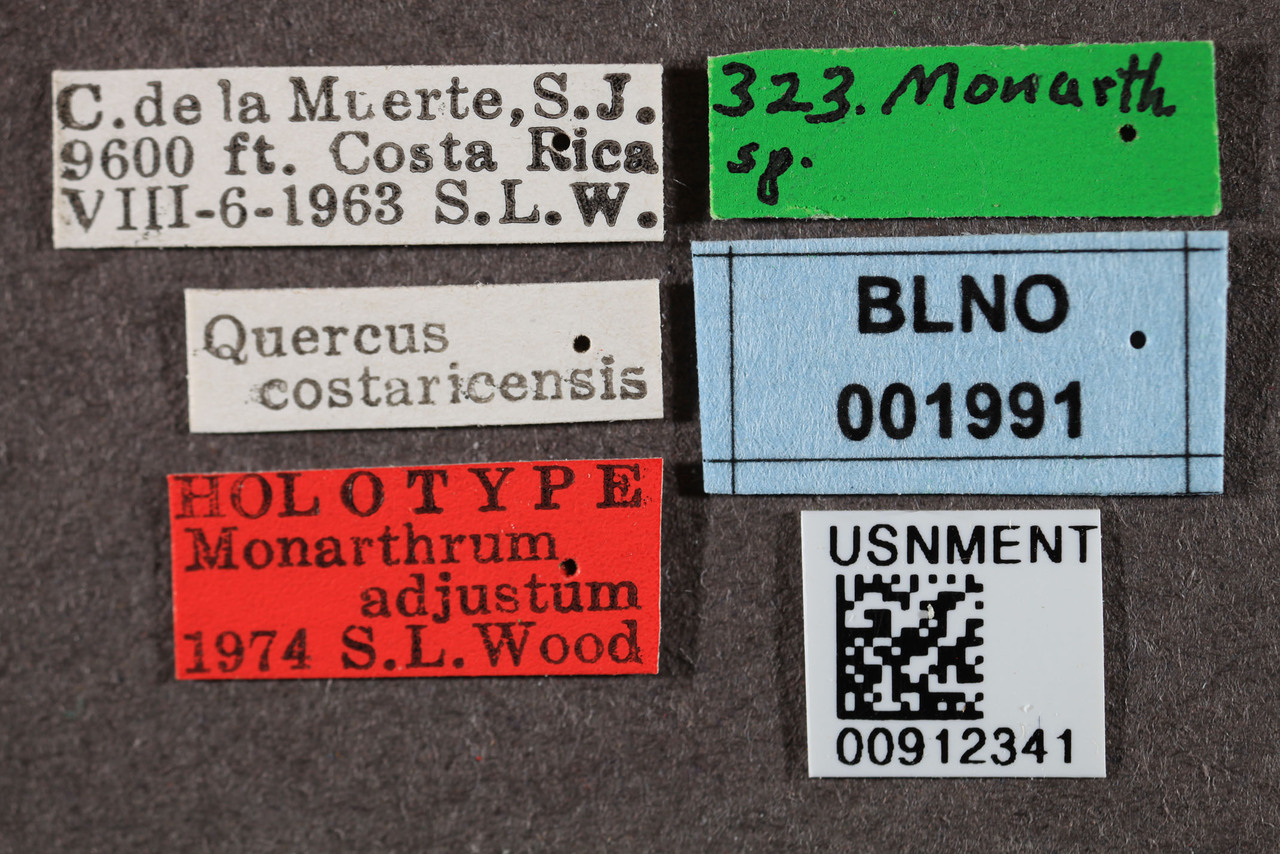 C. de la Muerte, S.J.
9600 ft. Costa Rica
VIII-6-1963 S.L.W.
Quercus
costaricensis
HOLOTYPE
Monarthrum
adjustum
1974 S.L.Wood
323. Monarth
sp.
BLNO
001991
USNMENT
00912341